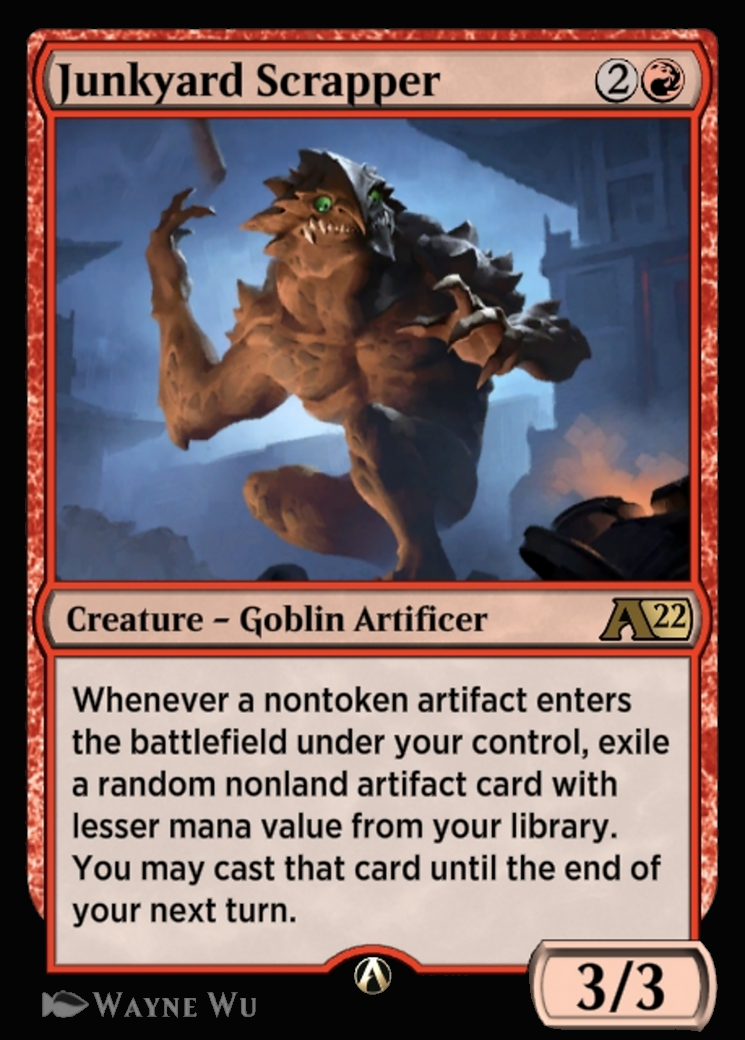 Junkyard Scrapper 2
Creature – Goblin Artificer A22
Whenever a nontoken artifact enters
the battlefield under your control, exile
a random nonland artifact card with
lesser mana value from your library.
You may cast that card until the end of
your next turn.
3/3
Wayne Wu